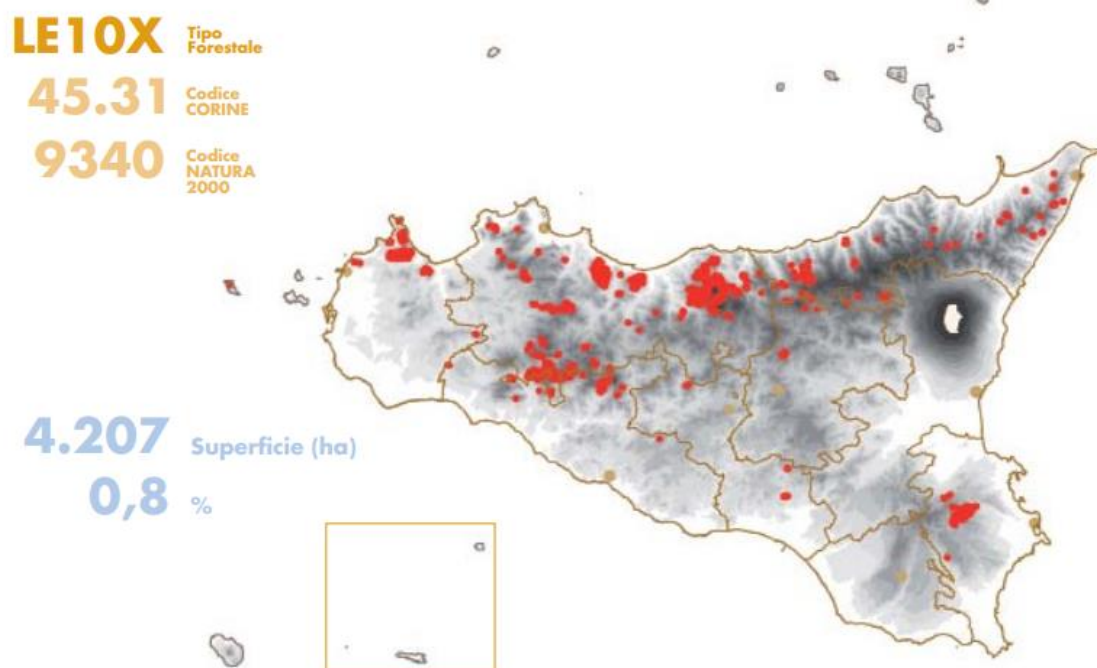 LE10X Tipo
Forestale
45.31 Codice
CORINE
9340 Codice
NATURA
2000
4.207 Superficie (ha)
0,8 %